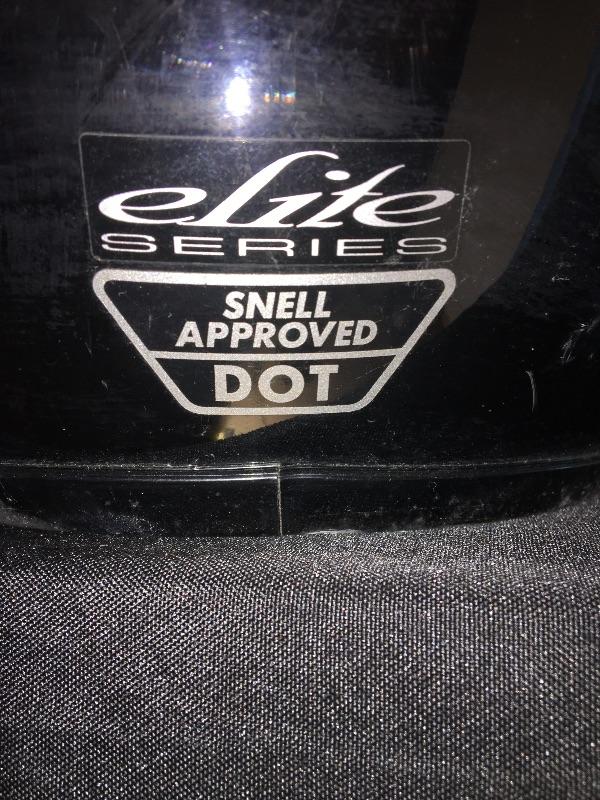 eLite
SERIES
SNELL
APPROVED
DOT